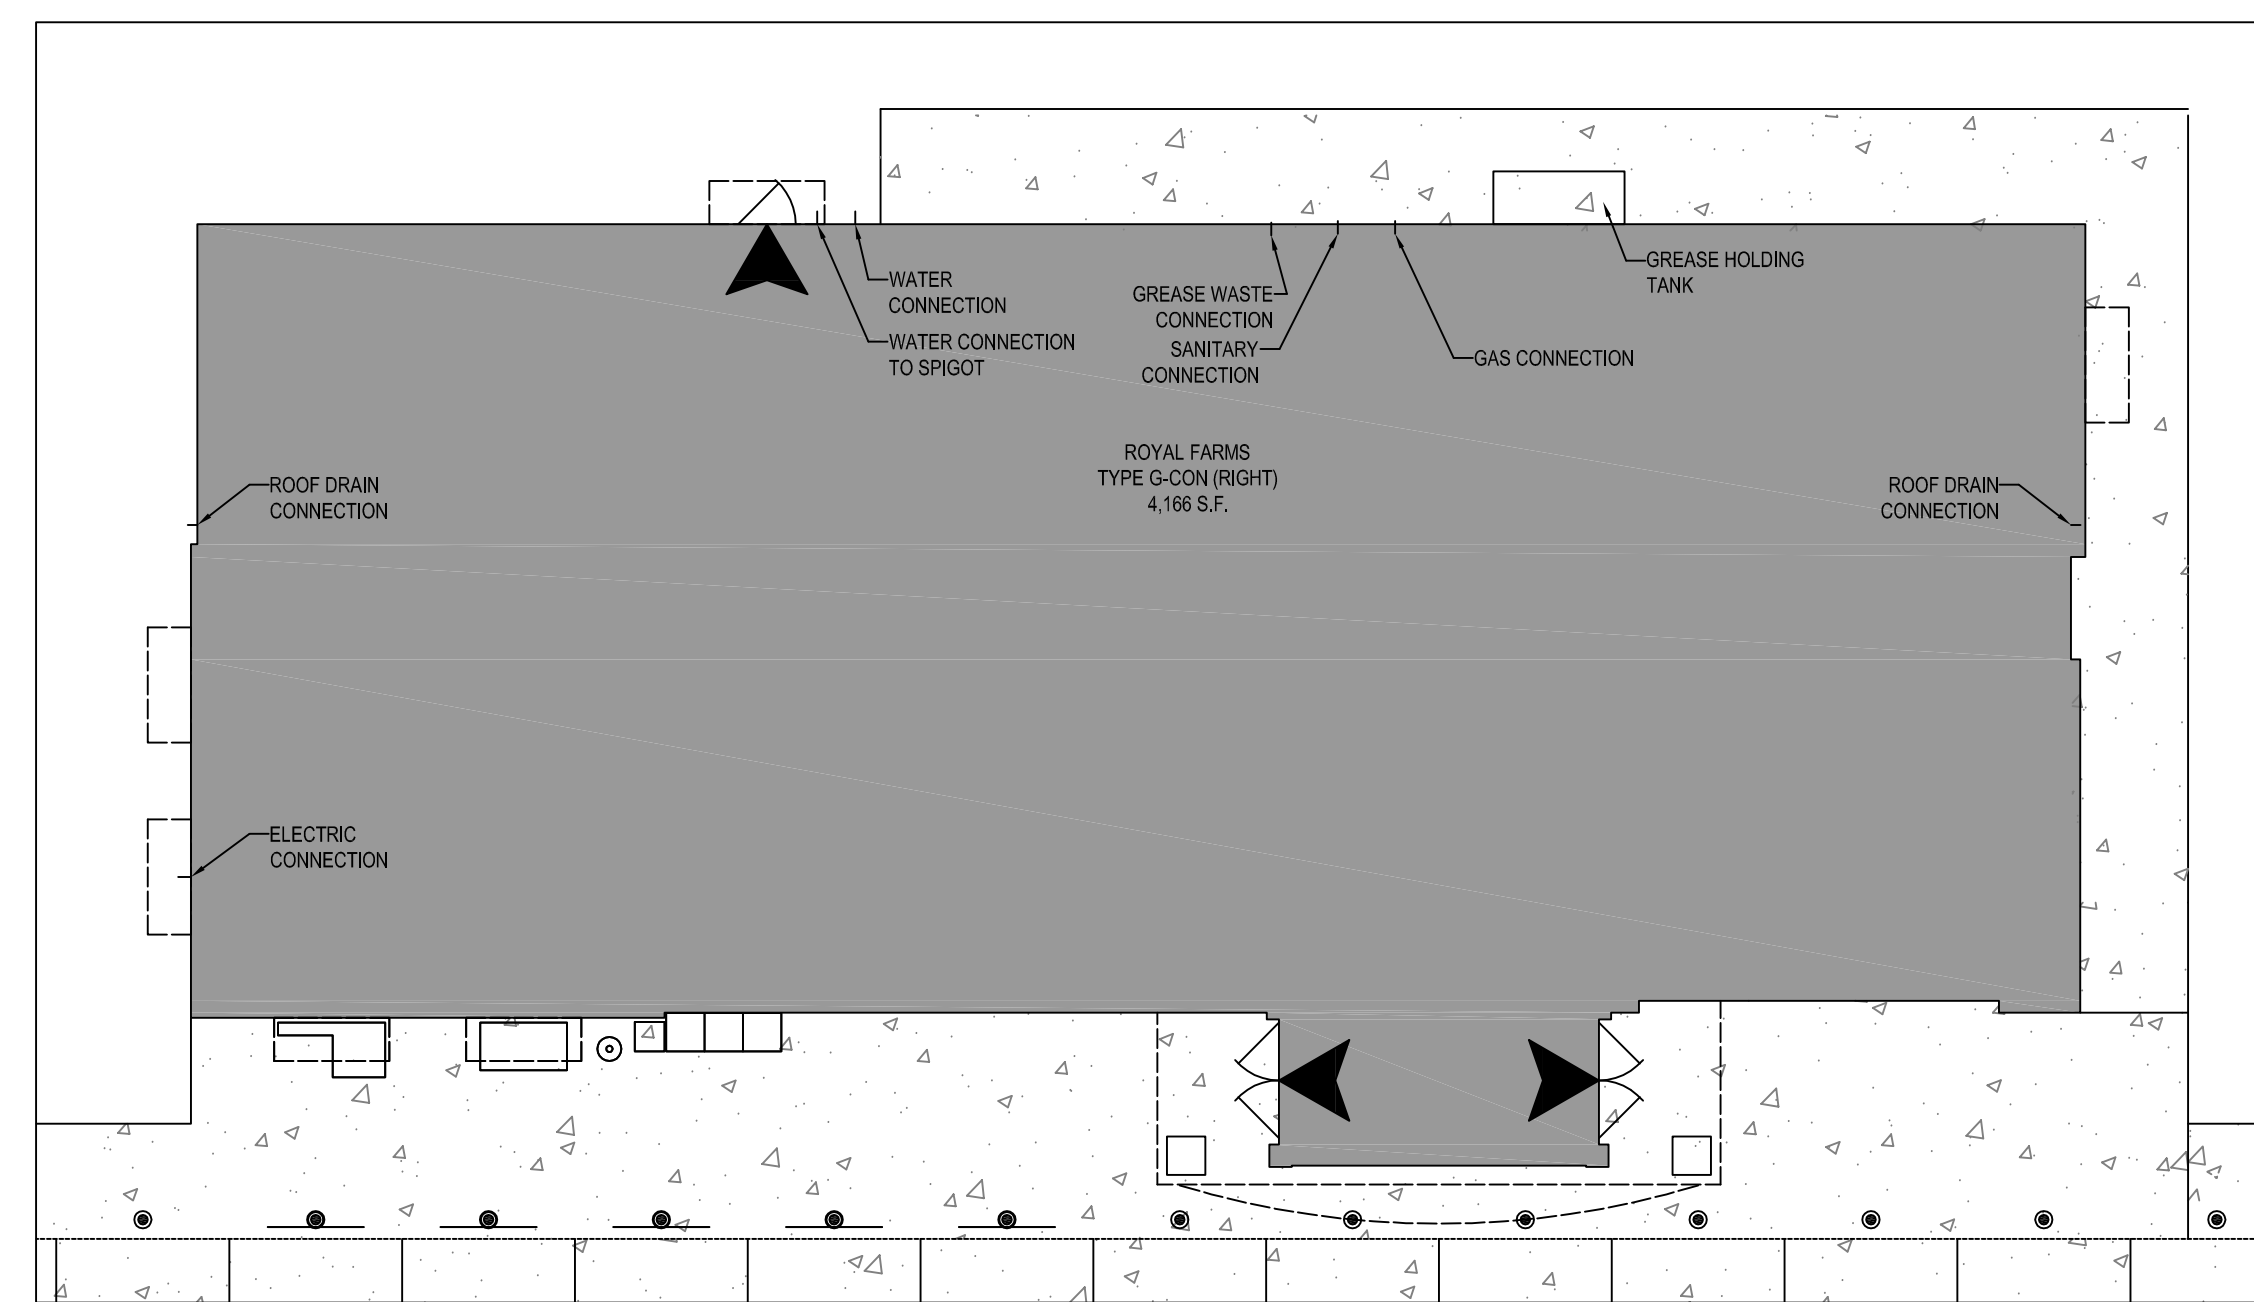 WATER
CONNECTION
WATER CONNECTION
TO SPIGOT
GREASE WASTE
CONNECTION
SANITARY
CONNECTION
GAS CONNECTION
GREASE HOLDING
TANK
ROYAL FARMS
TYPE G-CON (RIGHT)
4,166 S.F.
ROOF DRAIN
CONNECTION
ROOF DRAIN
CONNECTION
ELECTRIC
CONNECTION